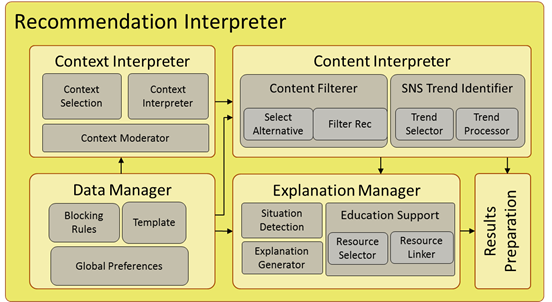 Recommendation Interpreter
Context Interpreter
Context
Selection
Context
Interpreter
Context Moderator
Content Interpreter
Content Filterer
Select
Alternative
Filter Rec
SNS Trend Identifier
Trend
Selector
Trend
Processor
Data Manager
Blocking
Rules
Template
Global Preferences
Explanation Manager
Situation
Detection
Explanation
Generator
Education Support
Resource
Selector
Resource
Linker
Results
Preparation